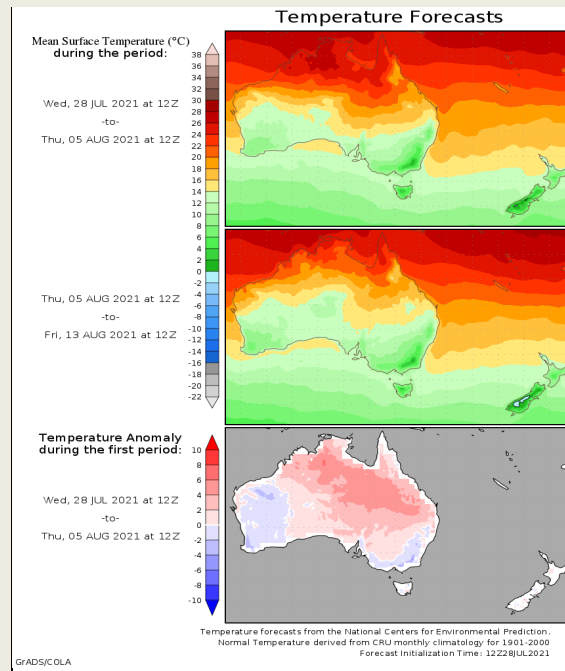 Temperature Forecasts
Mean Surface Temperature (°C)
during the period:
Wed, 28 JUL 2021 at 12Z
-to-
Thu, 05 AUG 2021 at 12Z
38
36
34
32
30
28
26
24
22
20
18
16
14
12
10
8
6
4
2
0
-2
-4
-6
-8
-10
-12
-14
-16
-18
-20
-22
Thu, 05 AUG 2021 at 12Z
-to-
Fri, 13 AUG 2021 at 12Z
Temperature Anomaly
during the first period:
Wed, 28 JUL 2021 at 12Z
-to-
Thu, 05 AUG 2021 at 12Z
10
8
6
4
2
0
-2
-4
-6
-8
-10
Temperature forecasts from the National Centers for Environmental Prediction.
Normal Temperature derived from CRU monthly climatology for 1901-2000
Forecast Initialization Time: 12Z28JUL2021
GrADS/COLA